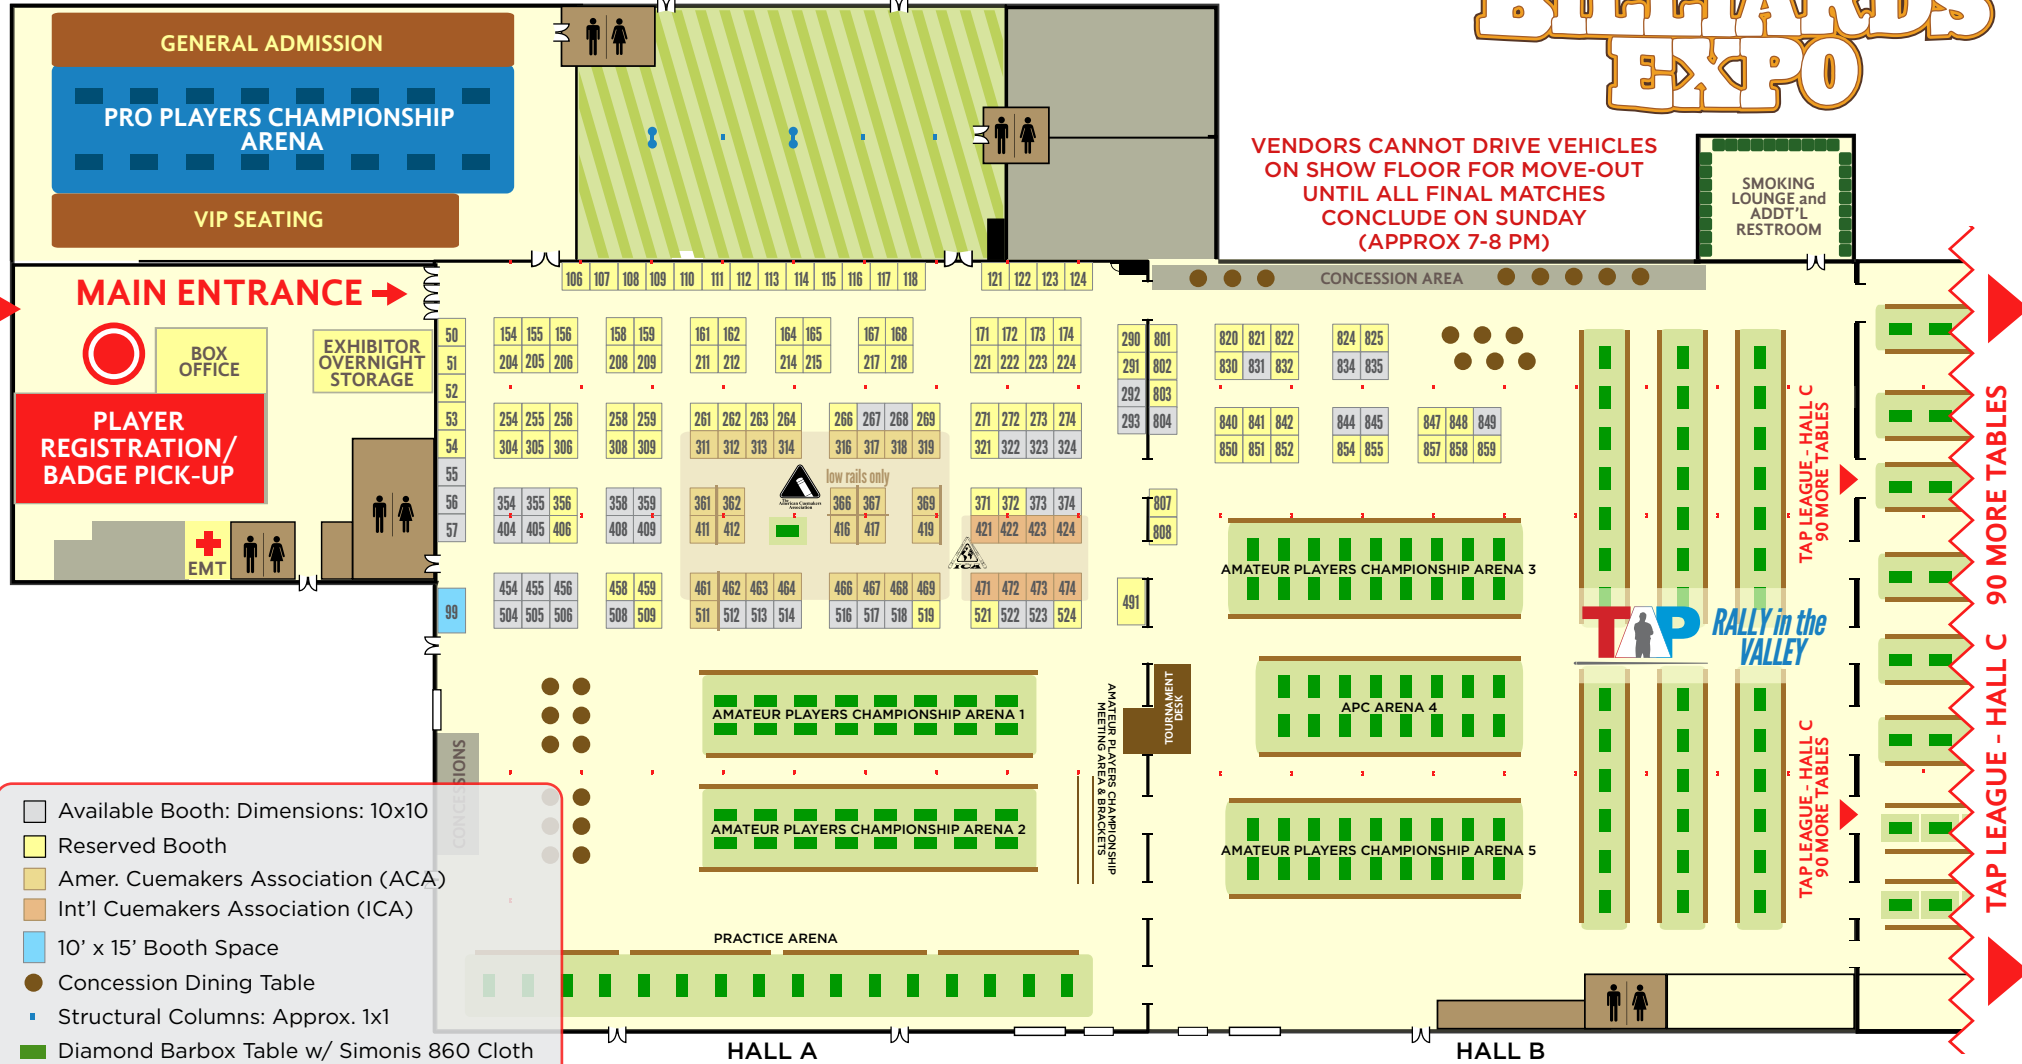 BILLIARDS
EXPO
GENERAL ADMISSION
PRO PLAYERS CHAMPIONSHIP
ARENA
VIP SEATING
VENDORS CANNOT DRIVE VEHICLES
ON SHOW FLOOR FOR MOVE-OUT
UNTIL ALL FINAL MATCHES
CONCLUDE ON SUNDAY
(APPROX 7-8 PM)
SMOKING
LOUNGE and
ADDT'L
RESTROOM
MAIN ENTRANCE
BOX
OFFICE
EXHIBITOR
OVERNIGHT
STORAGE
PLAYER
REGISTRATION/
BADGE PICK-UP
EMT
CONCESSION AREA
106 107 108 109 110 111 112 113 114 115 116 117 118 121 122 123 124
50
51
52
53
54
55
56
57
99
154 155 156 158 159 161 162 164 165 167 168 171 172 173 174
204 205 206 208 209 211 212 214 215 217 218 221 222 223 224
254 255 256 258 259 261 262 263 264 266 267 268 269 271 272 273 274
304 305 306 308 309 311 312 313 314 316 317 318 319 321 322 323 324
low rails only
American Cuemakers
Association
354 355 356 358 359 361 362 366 367 369 371 372 373 374
404 405 406 408 409 411 412 416 417 419 421 422 423 424
ICA
454 455 456 458 459 461 462 463 464 466 467 468 469 471 472 473 474
504 505 506 508 509 511 512 513 514 516 517 518 519 521 522 523 524
290 801
291 802
292 803
293 804
807
808
491
820 821 822 824 825
830 831 832 834 835
840 841 842 844 845 847 848 849
850 851 852 854 855 857 858 859
AMATEUR PLAYERS CHAMPIONSHIP ARENA 1
AMATEUR PLAYERS CHAMPIONSHIP ARENA 2
AMATEUR PLAYERS CHAMPIONSHIP ARENA 3
APC ARENA 4
AMATEUR PLAYERS CHAMPIONSHIP ARENA 5
AMATEUR PLAYERS CHAMPIONSHIP
MEETING AREA & BRACKETS
TOURNAMENT
DESK
TAP RALLY in the
VALLEY
TAP LEAGUE - HALL C
90 MORE TABLES
TAP LEAGUE - HALL C
90 MORE TABLES
TAP LEAGUE - HALL C 90 MORE TABLES
CONCESSIONS
PRACTICE ARENA
Available Booth: Dimensions: 10x10
Reserved Booth
Amer. Cuemakers Association (ACA)
Int'l Cuemakers Association (ICA)
10' x 15' Booth Space
Concession Dining Table
Structural Columns: Approx. 1x1
Diamond Barbox Table w/ Simonis 860 Cloth
HALL A
HALL B